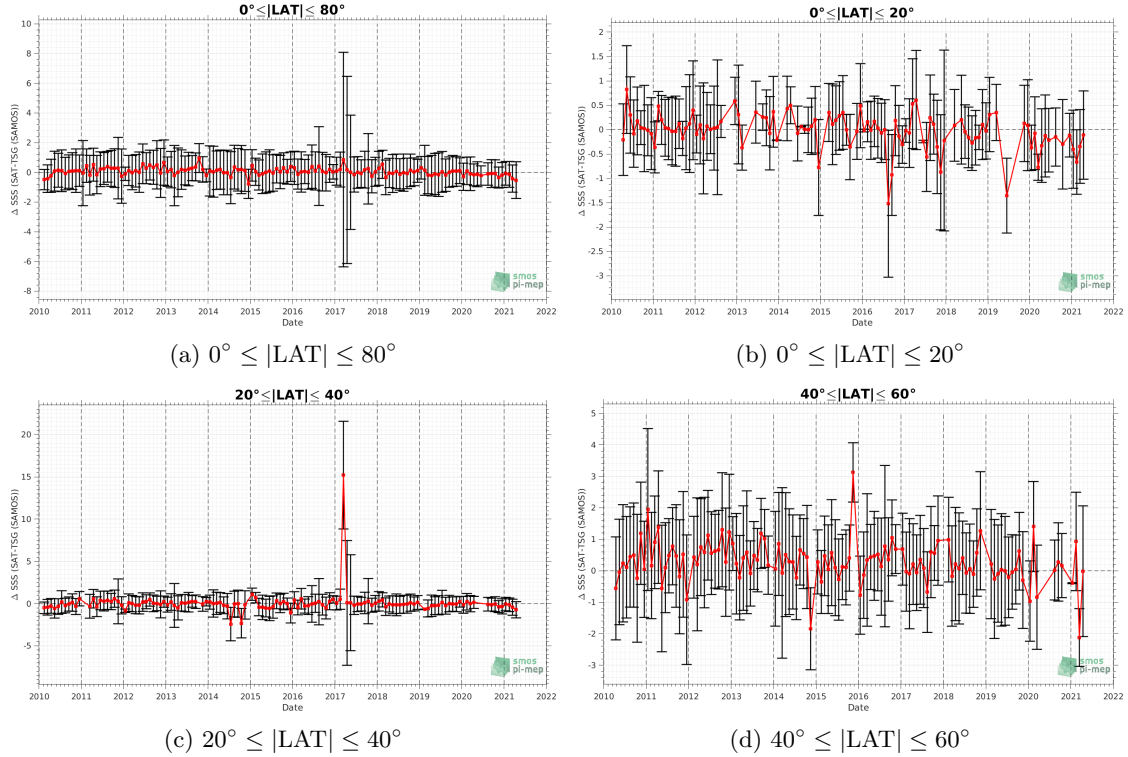 0°≤|LAT|≤ 80°
10
8
6
4
2
0
-2
-4
-6
-8
Δ SSS (SAT-TSG (SAMOS))
2010 2011 2012 2013 2014 2015 2016 2017 2018 2019 2020 2021 2022
Date
smos
pi-mep
(a) 0° ≤ |LAT| ≤ 80°
0°≤|LAT|≤ 20°
2
1.5
1
0.5
0
-0.5
-1
-1.5
-2
-2.5
-3
Δ SSS (SAT-TSG (SAMOS))
2010 2011 2012 2013 2014 2015 2016 2017 2018 2019 2020 2021 2022
Date
smos
pi-mep
(b) 0° ≤ |LAT| ≤ 20°
20°≤|LAT|≤ 40°
20
15
10
5
0
-5
Δ SSS (SAT-TSG (SAMOS))
2010 2011 2012 2013 2014 2015 2016 2017 2018 2019 2020 2021 2022
Date
smos
pi-mep
(c) 20° ≤ |LAT| ≤ 40°
40°≤|LAT|≤ 60°
5
4
3
2
1
0
-1
-2
-3
Δ SSS (SAT-TSG (SAMOS))
2010 2011 2012 2013 2014 2015 2016 2017 2018 2019 2020 2021 2022
Date
smos
pi-mep
(d) 40° ≤ |LAT| ≤ 60°